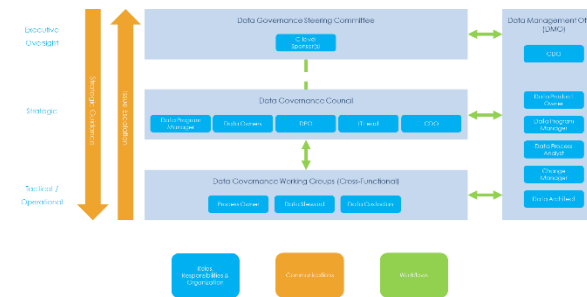 Executive
Oversight
Strategic
Tactical /
Operational
Strategic Guidance
Issue Escalation
Data Governance Steering Committee
C level
Sponsor(s)
Data Governance Council
Data Program
Manager
Data Owners
DPO
IT Lead
CDO
Data Governance Working Groups (Cross-Functional)
Process Owner
Data Steward
Data Custodian
Data Management Of
(DMO)
CDO
Data Product
Owner
Data Program
Manager
Data Process
Analyst
Change
Manager
Data Architect
Roles,
Responsibilities &
Organization
Communications
Workflows